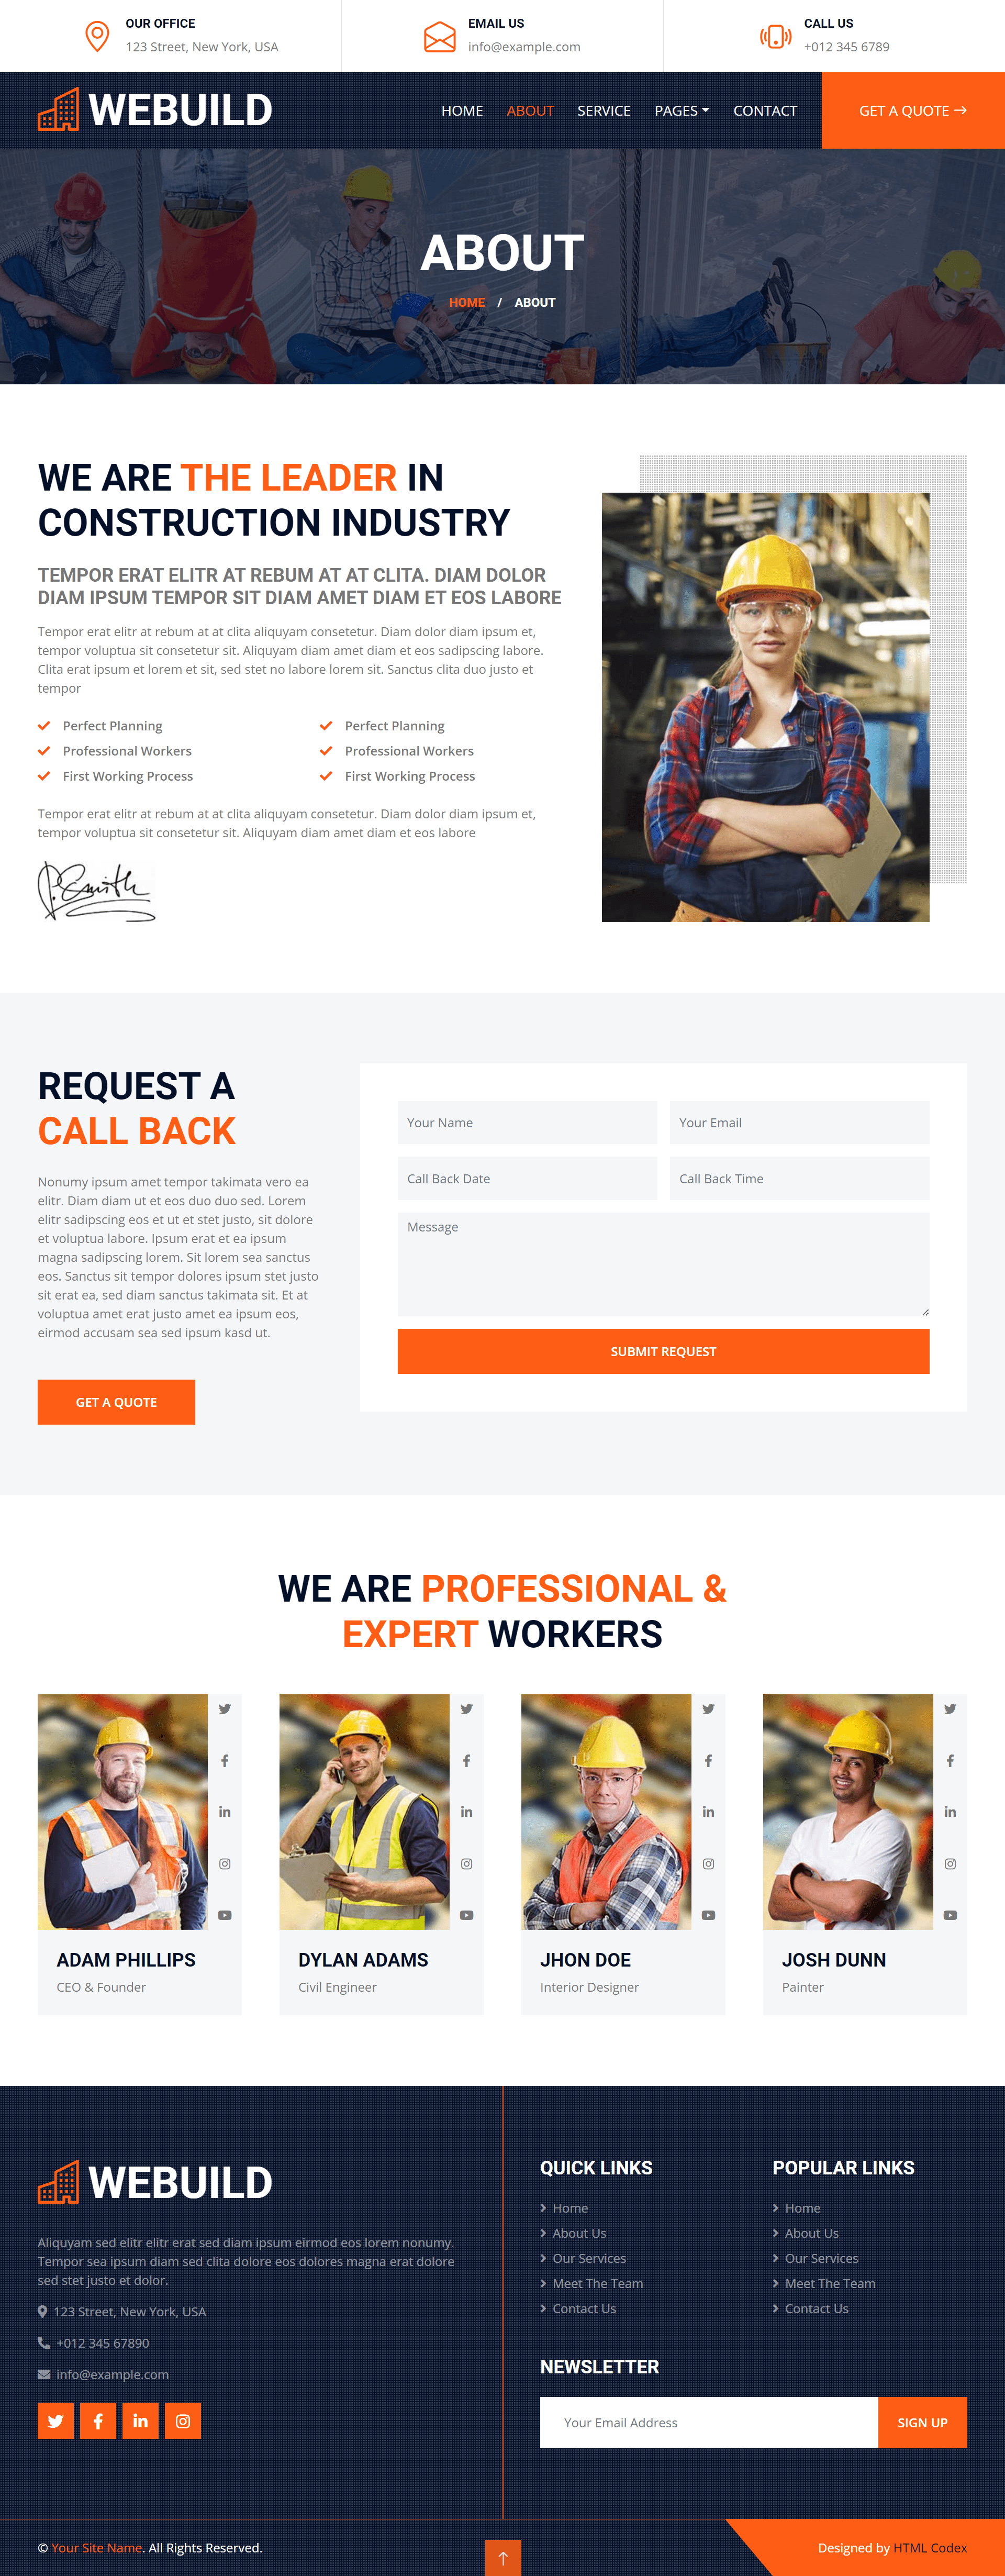 OUR OFFICE
123 Street, New York, USA
EMAIL US
info@example.com
CALL US
+012 345 6789
WEBUILD
HOME
ABOUT
SERVICE
PAGES
CONTACT
GET A QUOTE
ABOUT
HOME / ABOUT
WE ARE THE LEADER IN
CONSTRUCTION INDUSTRY
TEMPOR ERAT ELITR AT REBUM AT AT CLITA. DIAM DOLOR
DIAM IPSUM TEMPOR SIT DIAM AMET DIAM ET EOS LABORE
Tempor erat elitr at rebum at at clita aliquyam consetetur. Diam dolor diam ipsum et,
tempor voluptua sit consetetur sit. Aliquyam diam amet diam et eos sadipscing labore.
Clita erat ipsum et lorem et sit, sed stet no labore lorem sit. Sanctus clita duo justo et
tempor
Perfect Planning
Professional Workers
First Working Process
Perfect Planning
Professional Workers
First Working Process
Tempor erat elitr at rebum at at clita aliquyam consetetur. Diam dolor diam ipsum et,
tempor voluptua sit consetetur sit. Aliquyam diam amet diam et eos labore
P.Smith
REQUEST A
CALL BACK
Nonumy ipsum amet tempor takimata vero ea
elitr. Diam diam ut et eos duo duo sed. Lorem
elitr sadipscing eos et ut et stet justo, sit dolore
et voluptua labore. Ipsum erat et ea ipsum
magna sadipscing lorem. Sit lorem sea sanctus
eos. Sanctus sit tempor dolores ipsum stet justo
sit erat ea, sed diam sanctus takimata sit. Et at
voluptua amet erat justo amet ea ipsum eos,
eirmod accusam sea sed ipsum kasd ut.
GET A QUOTE
Your Name
Your Email
Call Back Date
Call Back Time
Message
SUBMIT REQUEST
WE ARE PROFESSIONAL &
EXPERT WORKERS
ADAM PHILLIPS
CEO & Founder
DYLAN ADAMS
Civil Engineer
JHON DOE
Interior Designer
JOSH DUNN
Painter
WEBUILD
Aliquyam sed elitr elitr erat sed diam ipsum eirmod eos lorem nonumy.
Tempor sea ipsum diam sed clita dolore eos dolores magna erat dolore
sed stet justo et dolor.
123 Street, New York, USA
+012 345 67890
info@example.com
QUICK LINKS
Home
About Us
Our Services
Meet The Team
Contact Us
POPULAR LINKS
Home
About Us
Our Services
Meet The Team
Contact Us
NEWSLETTER
Your Email Address
SIGN UP
© Your Site Name. All Rights Reserved.
Designed by HTML Codex